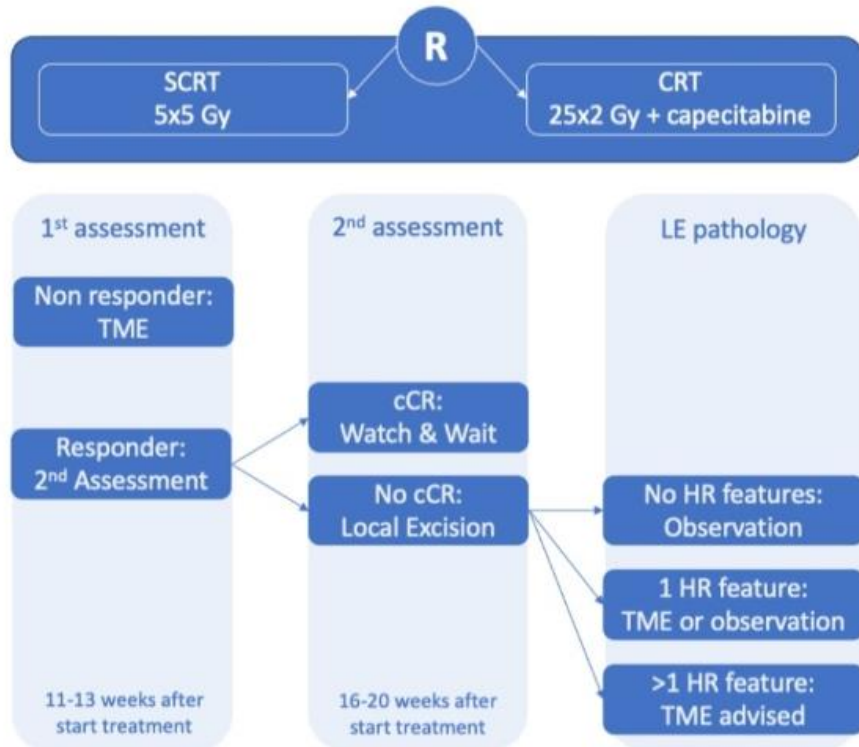 R
SCRT
5x5 Gy
CRT
25x2 Gy + capecitabine
1st assessment
Non responder:
TME
Responder:
2nd Assessment
11-13 weeks after
start treatment
2nd assessment
cCR:
Watch & Wait
No cCR:
Local Excision
16-20 weeks after
start treatment
LE pathology
No HR features:
Observation
1 HR feature:
TME or observation
>1 HR feature:
TME advised